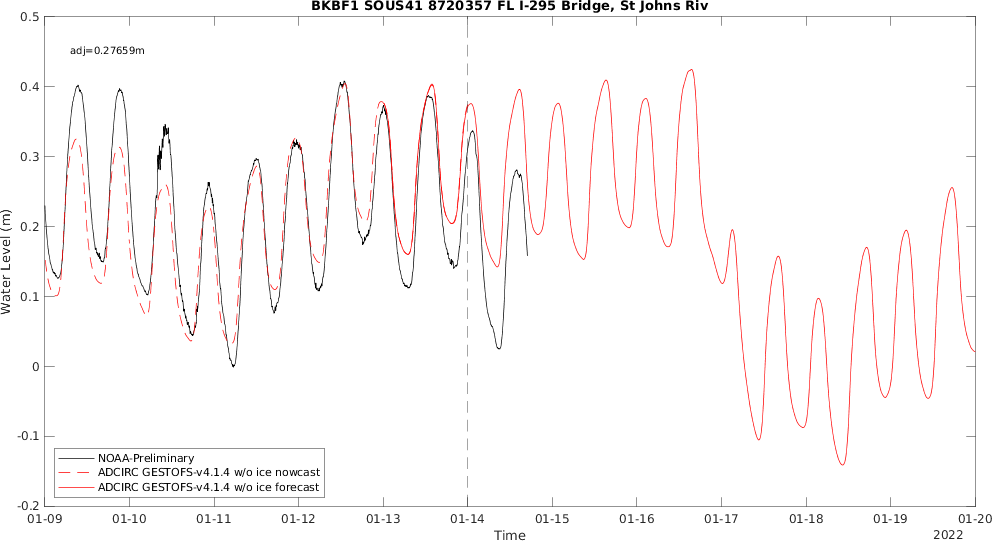 BKBF1 SOUS41 8720357 FL I-295 Bridge, St Johns Riv
adj=0.27659m
0.5
0.4
0.3
0.2
0.1
0
-0.1
-0.2
Water Level (m)
NOAA-Preliminary
ADCIRC GESTOFS-v4.1.4 w/o ice nowcast
ADCIRC GESTOFS-v4.1.4 w/o ice forecast
01-09 01-10 01-11 01-12 01-13 01-14 01-15 01-16 01-17 01-18 01-19 01-20
Time
2022